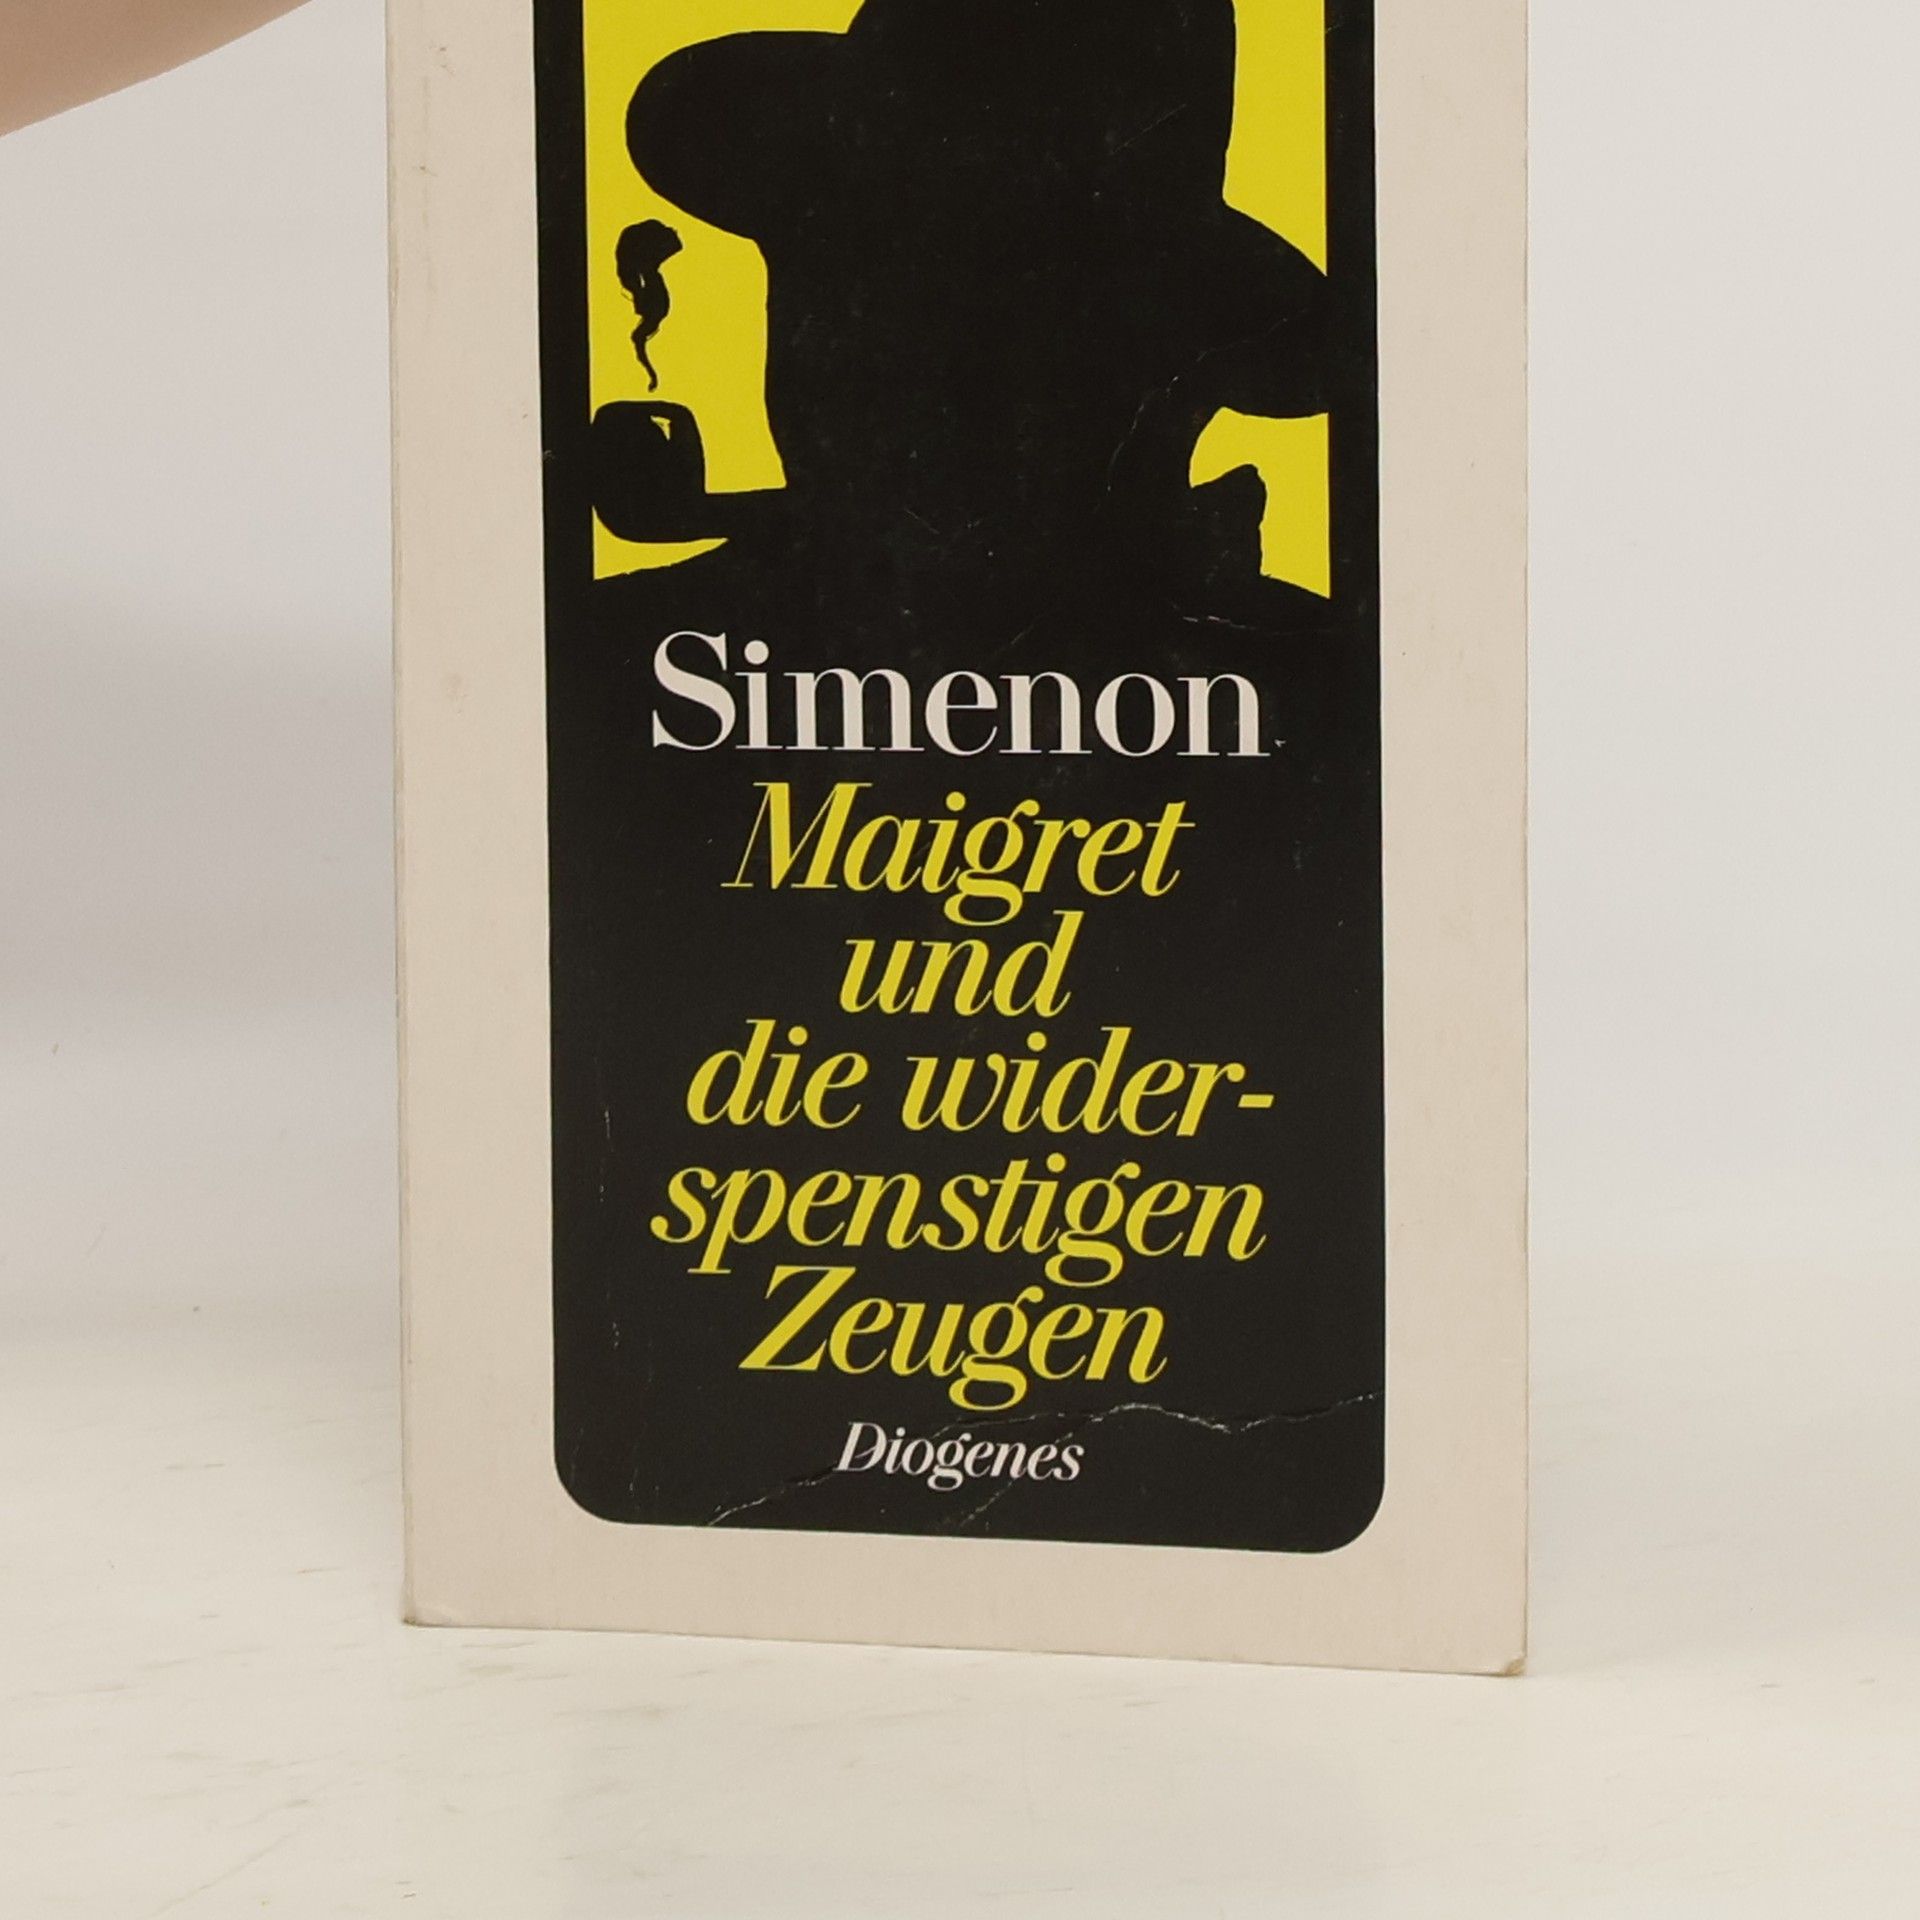 Simenon
Maigret
und
die wider-
spenstigen
Zeugen
Diogenes